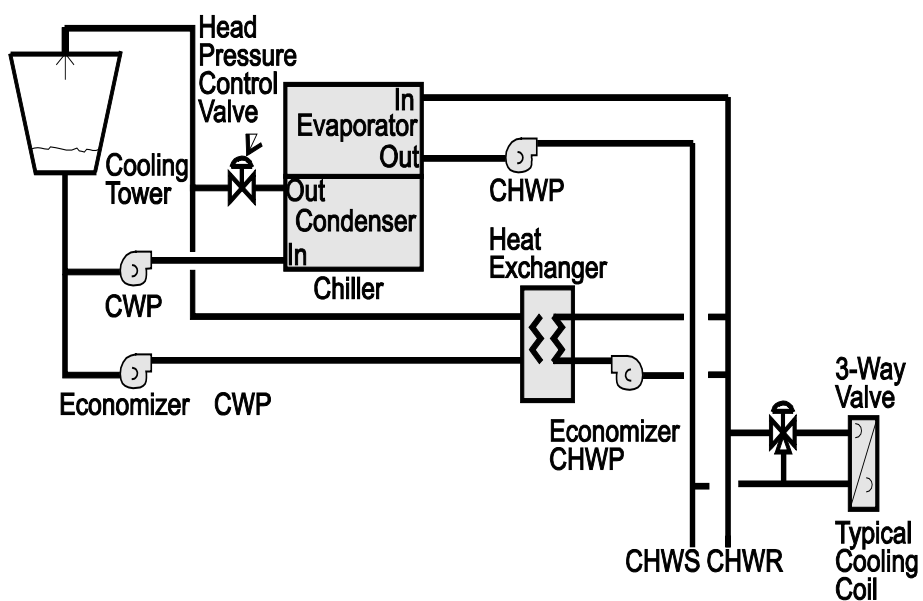 Head
Pressure
Control
Valve
In
Evaporator
Out
Cooling
Tower
CHWP
Out
Condenser
In
Heat
Exchanger
Chiller
CWP
3-Way
Valve
Economizer CWP
Economizer
CHWP
Typical
Cooling
Coil
CHWS CHWR